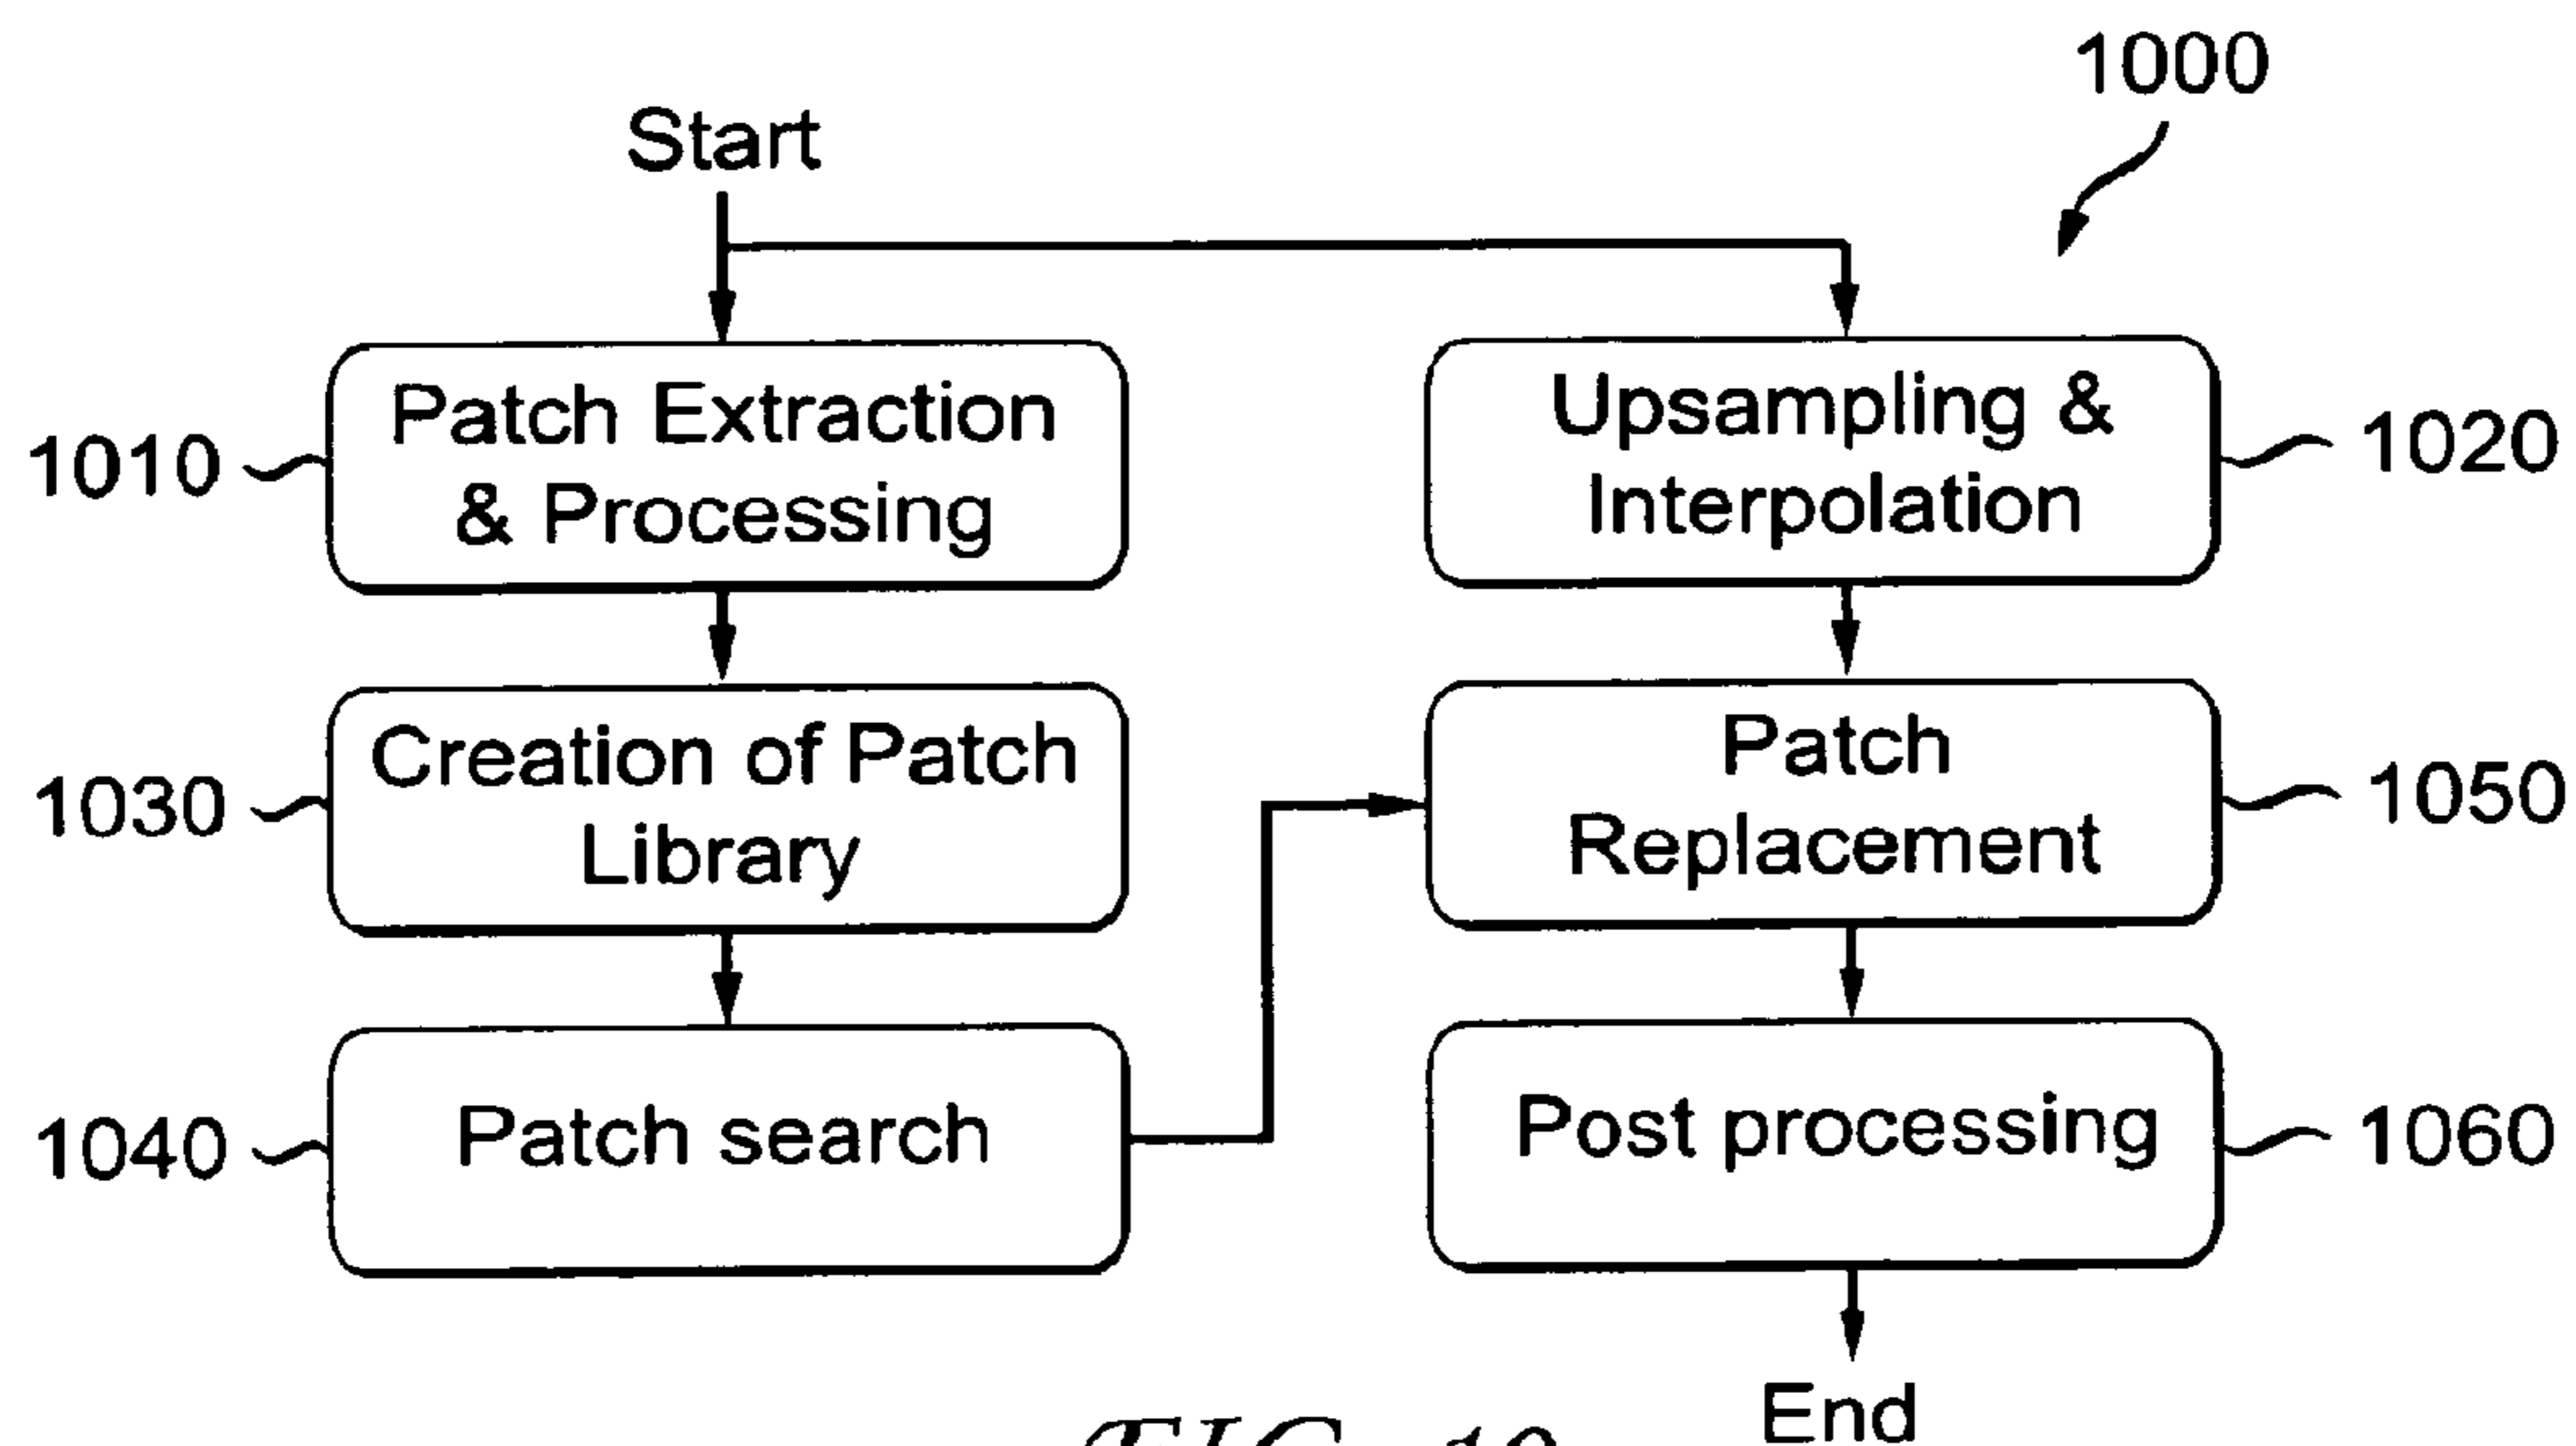 1000
Start
1010
Patch Extraction
& Processing
Upsampling &
Interpolation
1020
1030
Creation of Patch
Library
Patch
Replacement
1050
1040
Patch search
Post processing
1060
End